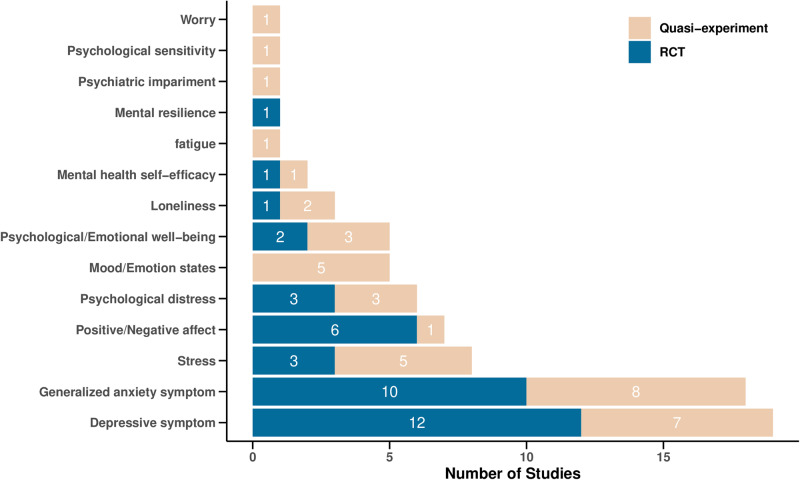 Quasi−experiment
RCT
Worry 1
Psychological sensitivity 1
Psychiatric impariment 1
Mental resilience 1
fatigue 1
Mental health self−efficacy 1 1
Loneliness 1 2
Psychological/Emotional well−being 2 3
Mood/Emotion states 5
Psychological distress 3 3
Positive/Negative affect 6 1
Stress 3 5
Generalized anxiety symptom 10 8
Depressive symptom 12 7
0 5 10 15
Number of Studies